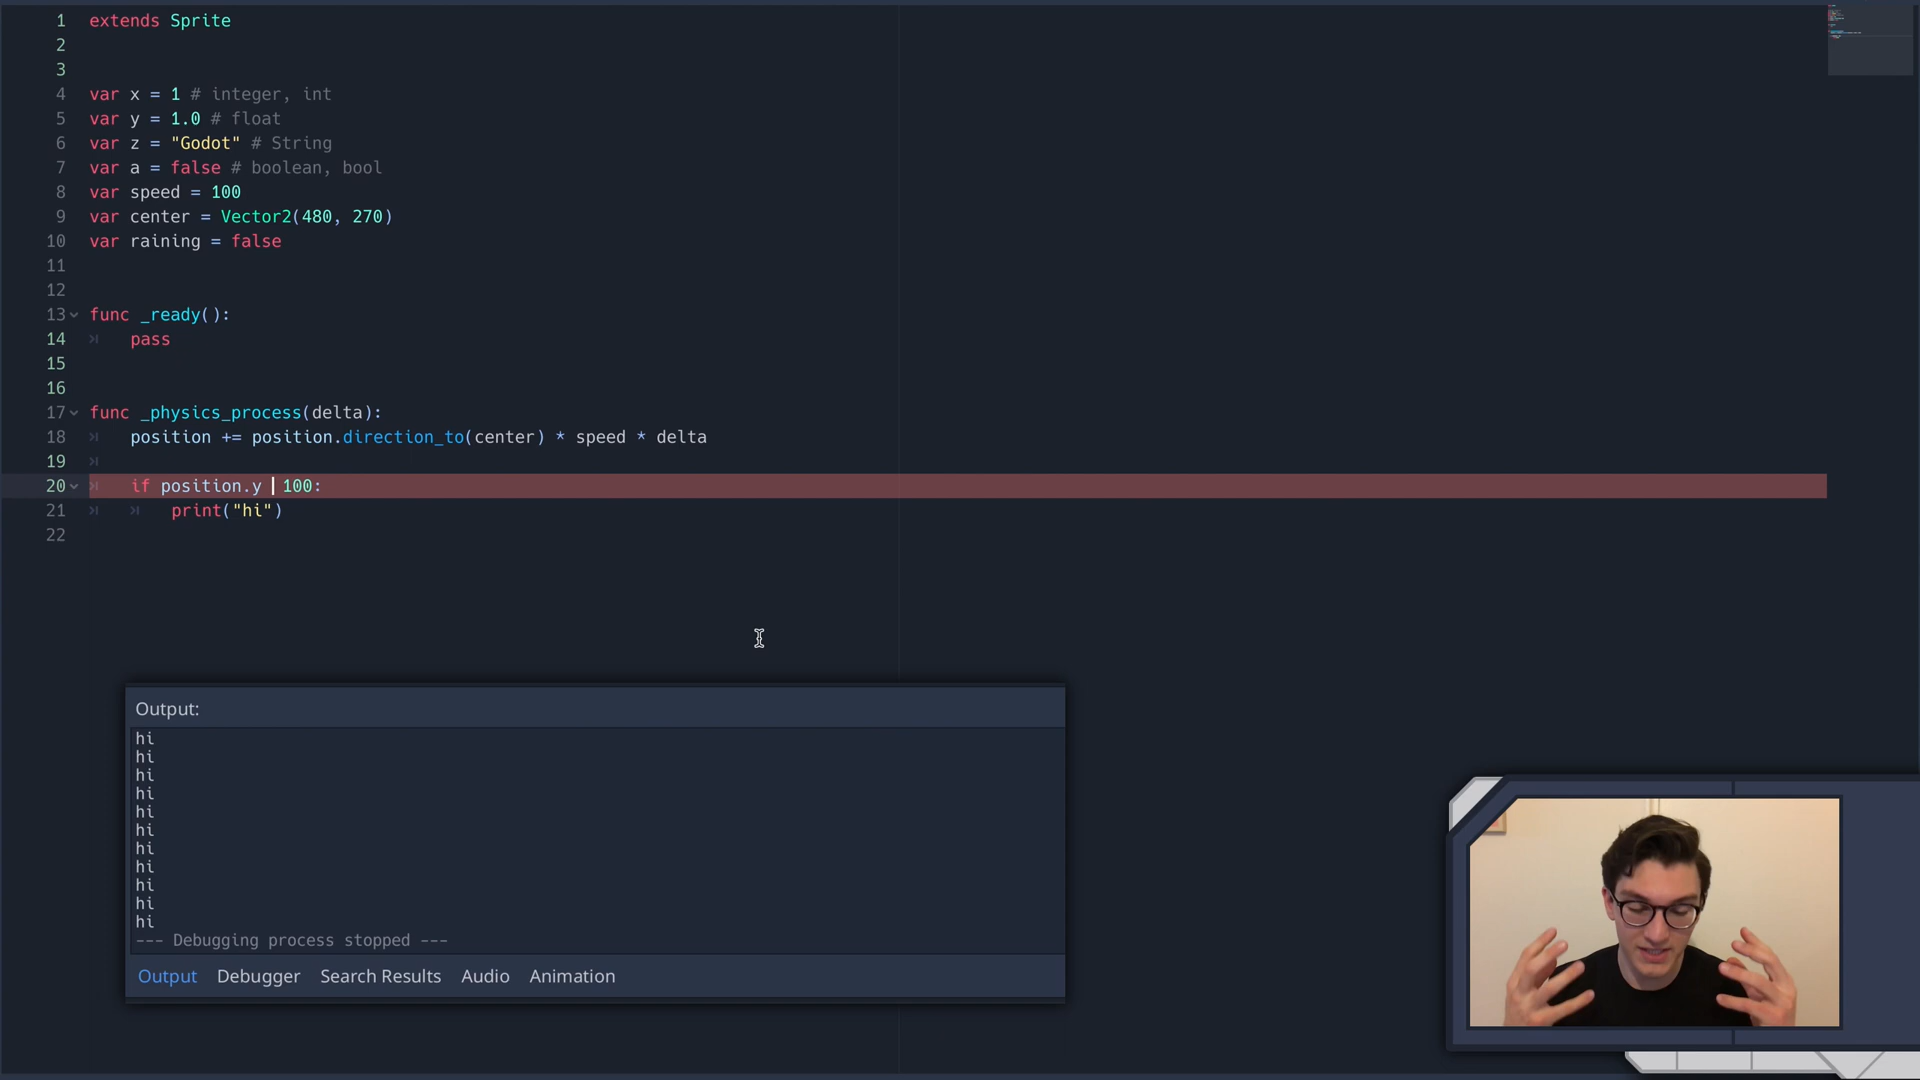 1 extends Sprite
2
3
4 var x = 1 # integer, int
5 var y = 1.0 # float
6 var z = "Godot" # String
7 var a = false # boolean, bool
8 var speed = 100
9 var center = Vector2(480, 270)
10 var raining = false
11
12
13 func _ready():
14 pass
15
16
17 func _physics_process(delta):
18 position += position.direction_to(center) * speed * delta
19
20 if position.y 100:
21 print("hi")
22
Output:
hi
hi
hi
hi
hi
hi
hi
hi
hi
hi
hi
--- Debugging process stopped ---
Output Debugger Search Results Audio Animation